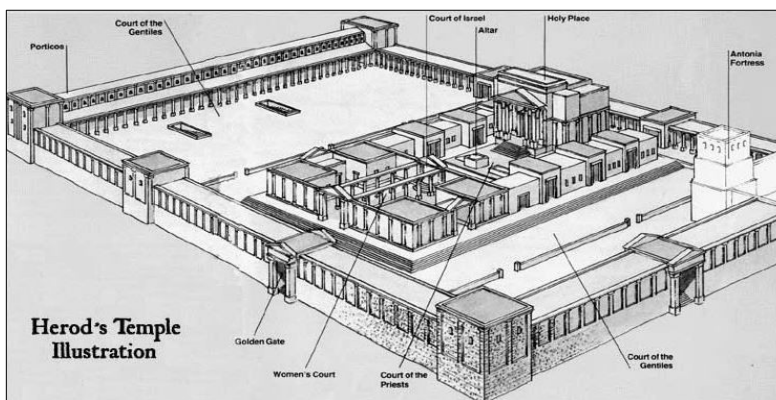 Court of the
Gentiles
Court of Israel
Altar
Holy Place
Porticos
Antonia
Fortress
Herod's Temple
Illustration
Golden Gate
Women's Court
Court of the
Priests
Court of the
Gentiles